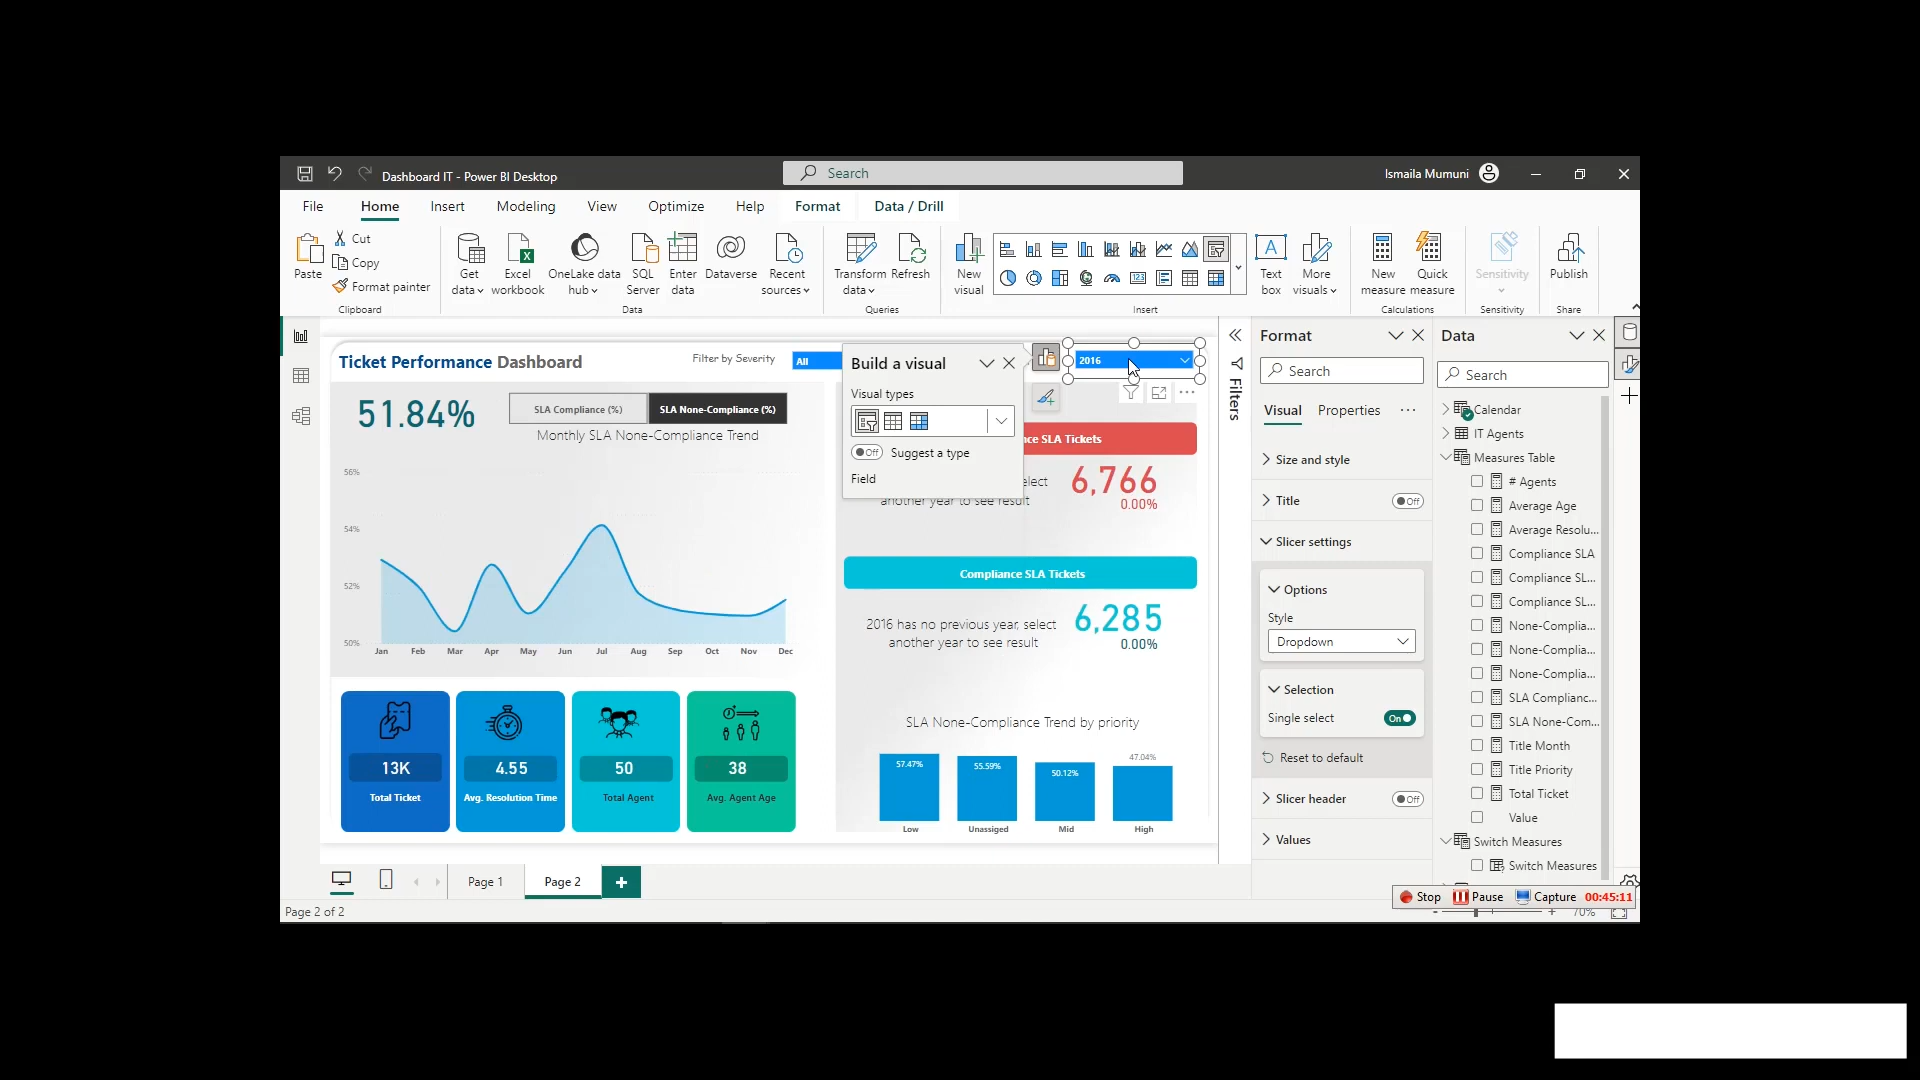 Dashboard IT - Power BI Desktop
Search
Ismaila Mumuni
File Home Insert Modeling View Optimize Help Format Data / Drill
Paste
Cut
Copy
Format painter
Clipboard
Get data
Excel workbook
OneLake data hub
SQL Server
Enter data
Dataverse
Recent sources
Data
Transform data
Refresh
Queries
New visual
Insert
Text box
More visuals
New measure
Quick measure
Calculations
Sensitivity
Sensitivity
Publish
Share
Ticket Performance Dashboard
Filter by Severity
All
2016
51.84%
SLA Compliance (%)
SLA None-Compliance (%)
Monthly SLA None-Compliance Trend
56%
54%
52%
50%
Jan Feb Mar Apr May Jun Jul Aug Sep Oct Nov Dec
13K
Total Ticket
4.55
Avg. Resolution Time
50
Total Agent
38
Avg. Agent Age
Build a visual
Visual types
Off Suggest a type
Field
nce SLA Tickets
elect
another year to see result
6,766
0.00%
Compliance SLA Tickets
2016 has no previous year, select
another year to see result
6,285
0.00%
SLA None-Compliance Trend by priority
57.47%
55.59%
50.12%
47.04%
Low Unassiged Mid High
Filters
Format
Search
Visual Properties
Size and style
Title Off
Slicer settings
Options
Style
Dropdown
Selection
Single select On
Reset to default
Slicer header Off
Values
Data
Search
Calendar
IT Agents
Measures Table
# Agents
Average Age
Average Resolu...
Compliance SLA
Compliance SL...
Compliance SL...
None-Complia...
None-Complia...
None-Complia...
SLA Complianc...
SLA None-Com...
Title Month
Title Priority
Total Ticket
Value
Switch Measures
Switch Measures
Page 1 Page 2
Page 2 of 2
Stop Pause Capture 00:45:11
70%